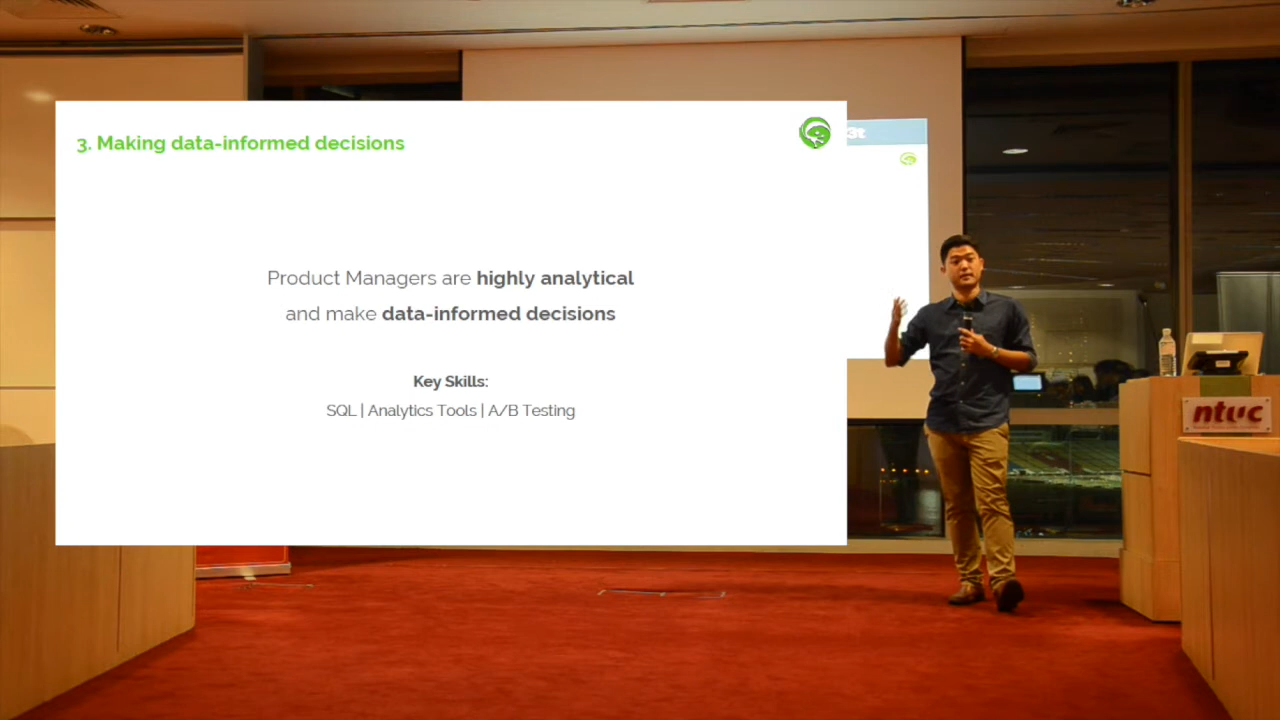 3. Making data-informed decisions
3t
Product Managers are highly analytical
and make data-informed decisions
Key Skills:
SQL | Analytics Tools | A/B Testing
ntuc